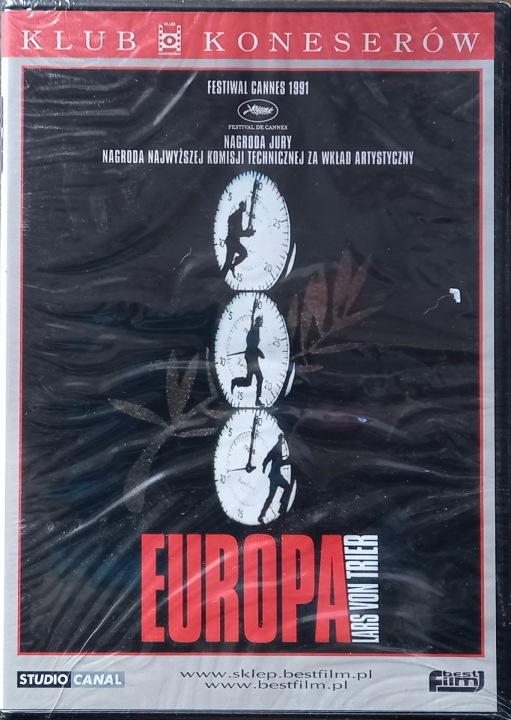 KLUB KONESERÓW
FESTIWAL CANNES 1991
FESTIVAL DE CANNES
NAGRODA JURY
NAGRODA NAJWYŻSZEJ KOMISJI TECHNICZNEJ ZA WKŁAD ARTYSTYCZNY
EUROPA
LARS VON TRIER
STUDIO CANAL
www.sklep.bestfilm.pl
www.bestfilm.pl
best
film